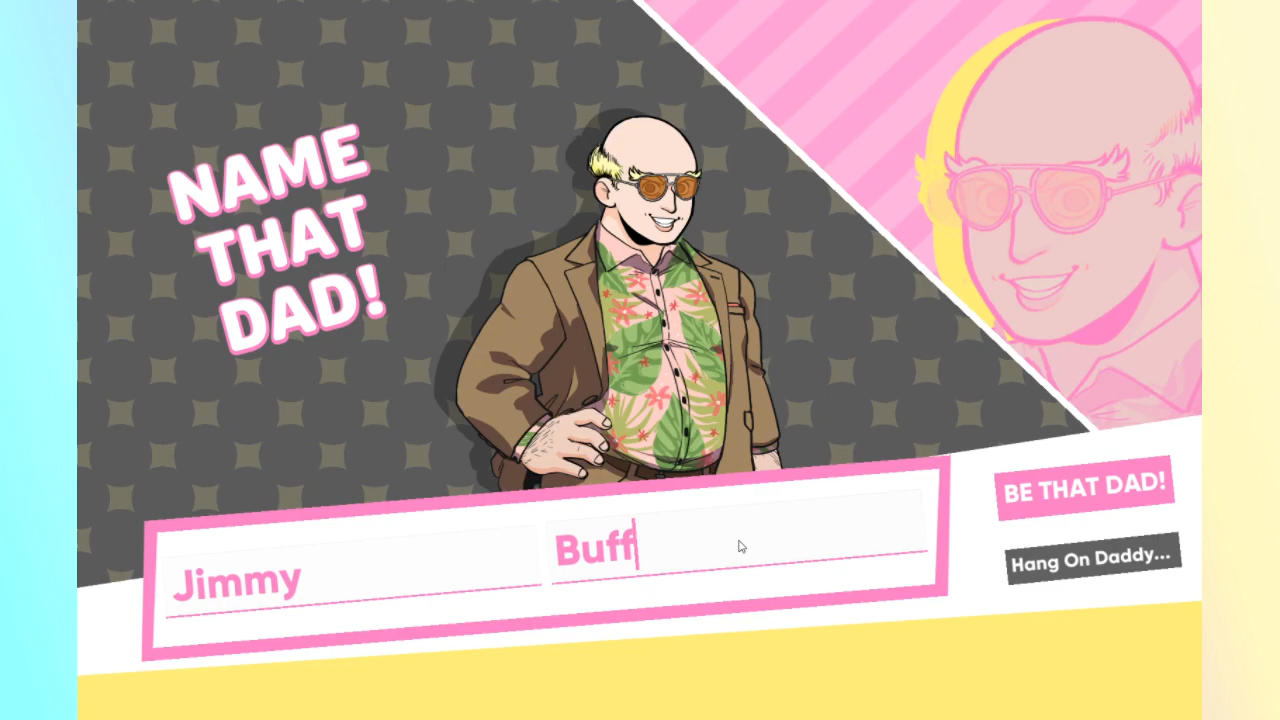 NAME
THAT
DAD!
Jimmy
Buff
BE THAT DAD!
Hang On Daddy...